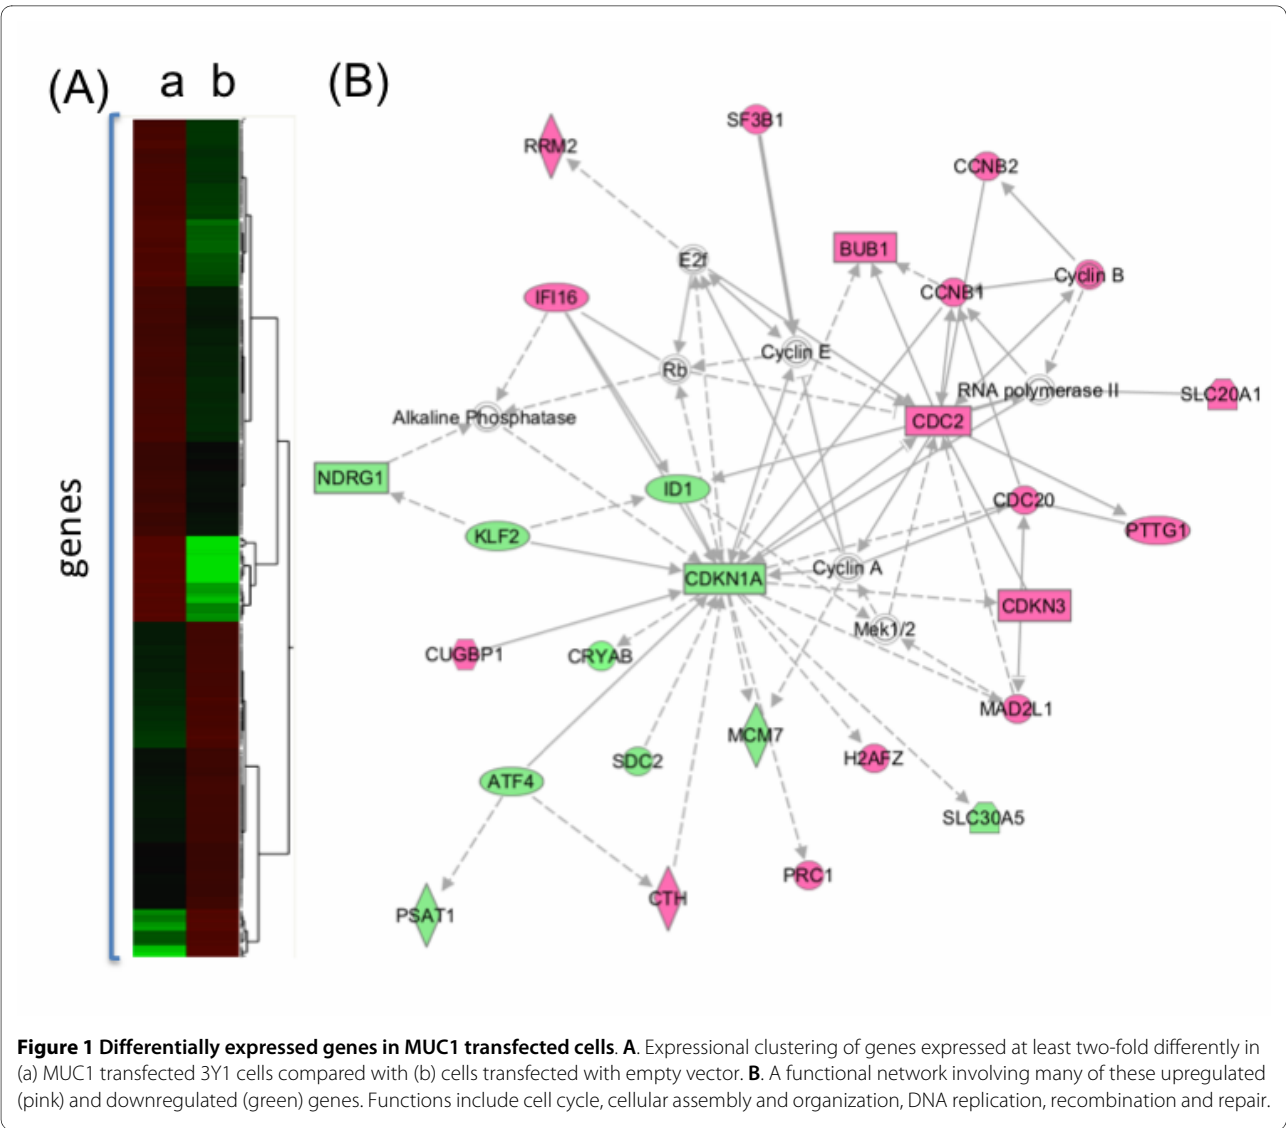 (A)
a b
genes
(B)
SF3B1
RRM2
CCNB2
BUB1
E2f
Cyclin B
CCNB1
IFI16
Cyclin E
Rb
RNA polymerase II
SLC20A1
Alkaline Phosphatase
CDC2
NDRG1
ID1
CDC20
PTTG1
KLF2
Cyclin A
CDKN1A
CDKN3
Mek1/2
CUGBP1
CRYAB
MAD2L1
MCM7
H2AFZ
SDC2
ATF4
SLC30A5
PRC1
CTH
PSAT1
Figure 1 Differentially expressed genes in MUC1 transfected cells. A. Expressional clustering of genes expressed at least two-fold differently in
(a) MUC1 transfected 3Y1 cells compared with (b) cells transfected with empty vector. B. A functional network involving many of these upregulated
(pink) and downregulated (green) genes. Functions include cell cycle, cellular assembly and organization, DNA replication, recombination and repair.